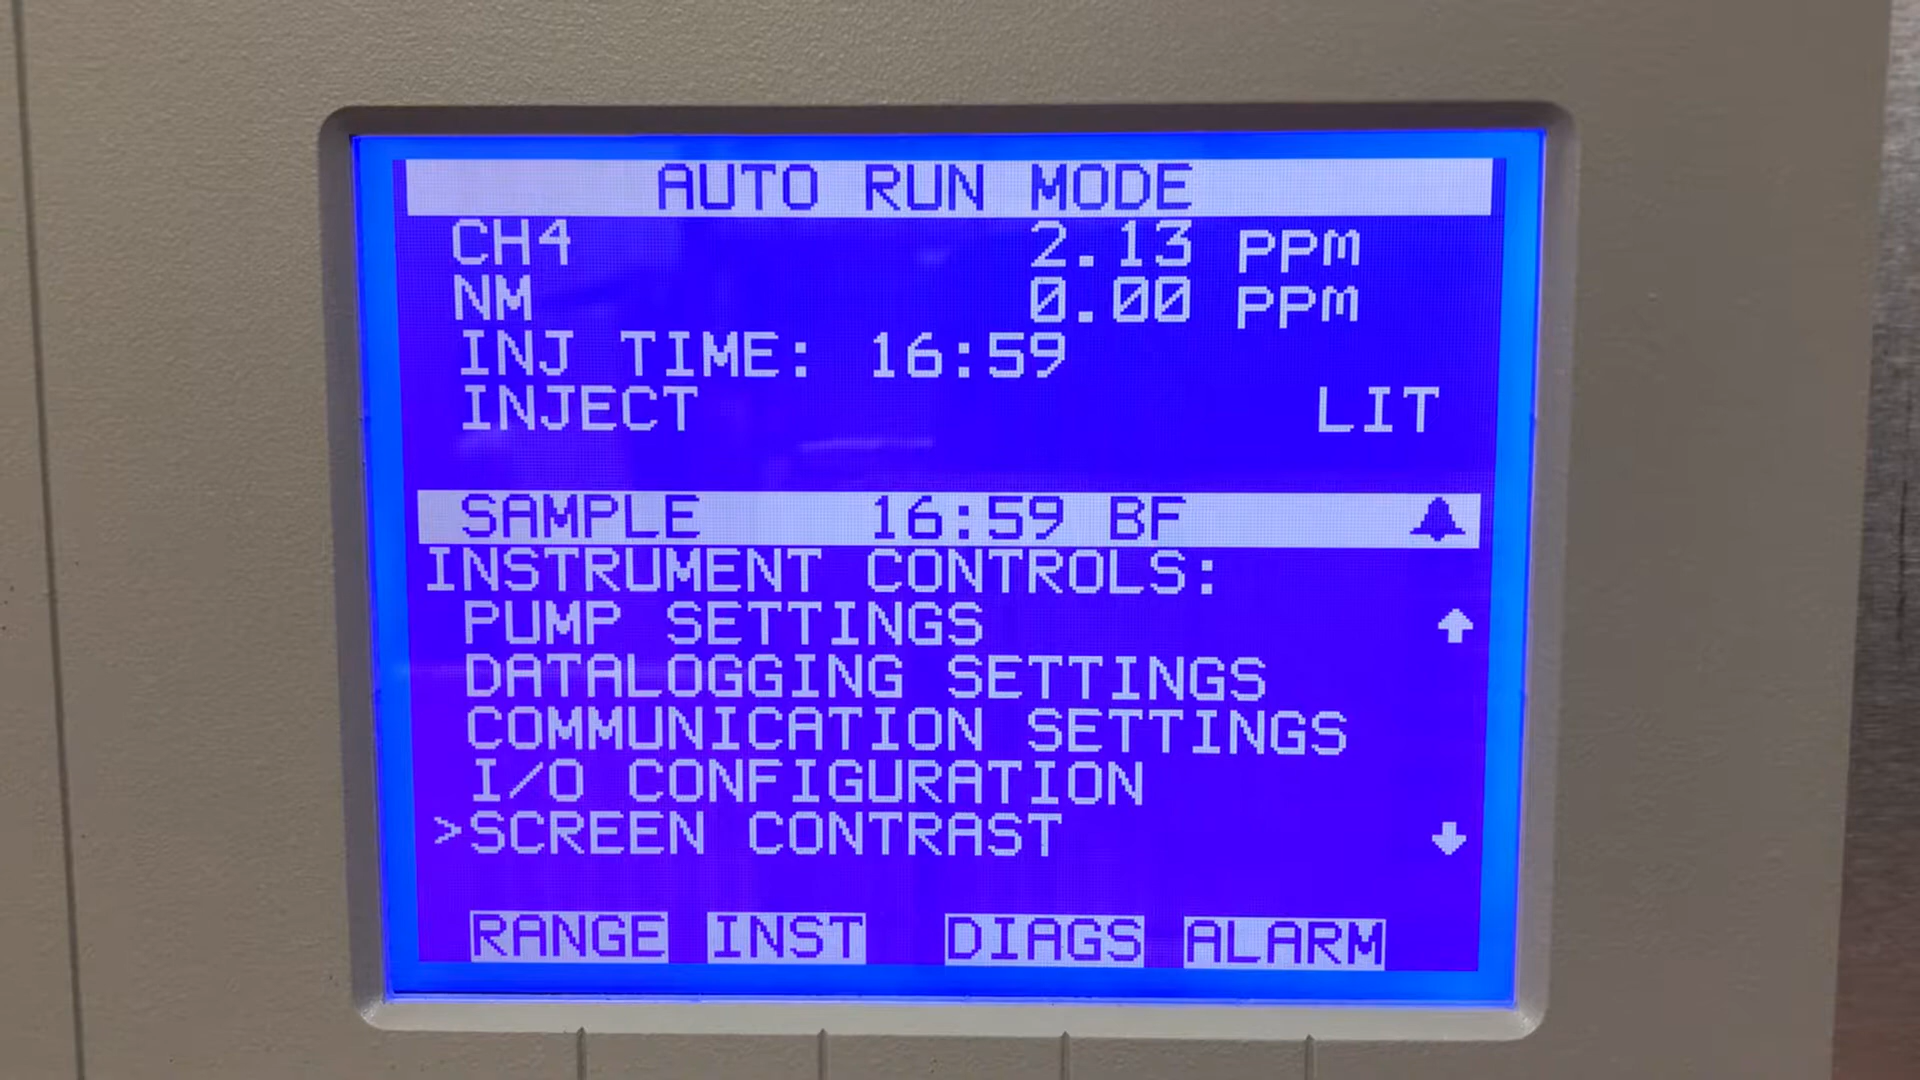 AUTO RUN MODE
CH4 2.13 ppm
NM 0.00 ppm
INJ TIME: 16:59
INJECT LIT
SAMPLE 16:59 BF
INSTRUMENT CONTROLS:
PUMP SETTINGS
DATALOGGING SETTINGS
COMMUNICATION SETTINGS
I/O CONFIGURATION
>SCREEN CONTRAST
RANGE INST DIAGS ALARM